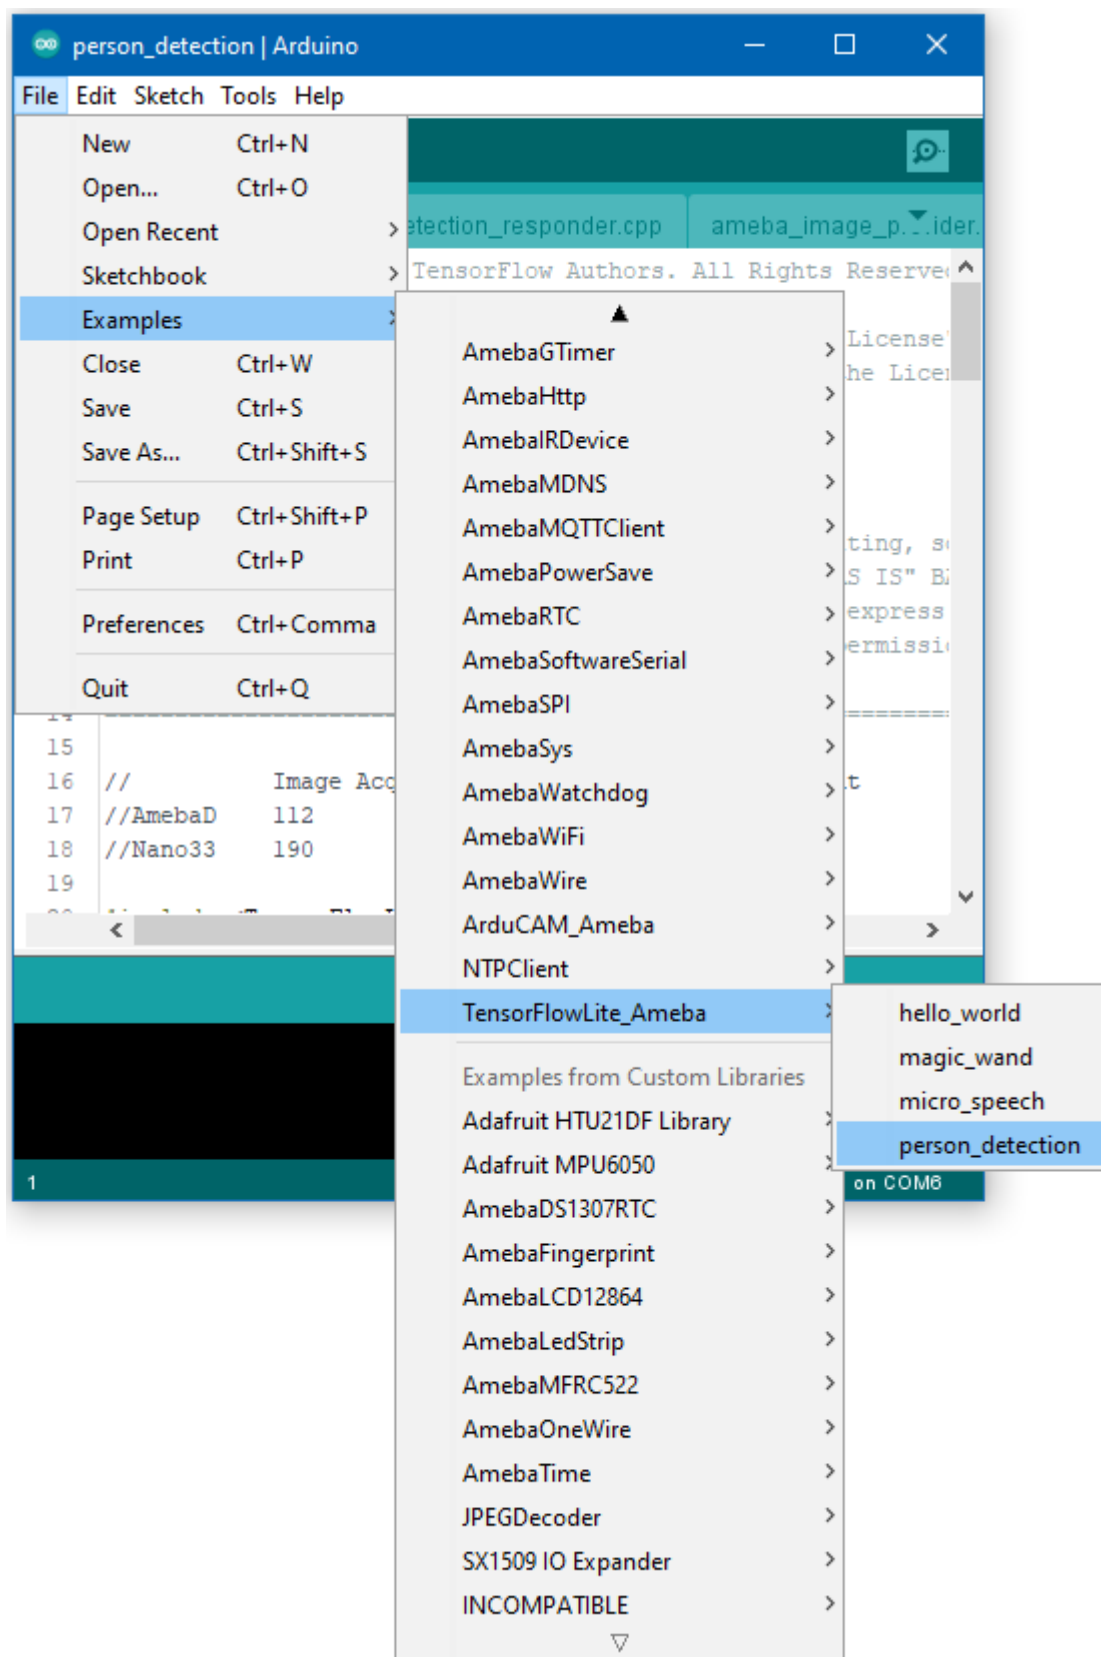 person_detection | Arduino
File Edit Sketch Tools Help
New Ctrl+N
Open... Ctrl+O
Open Recent
Sketchbook
Examples
Close Ctrl+W
Save Ctrl+S
Save As... Ctrl+Shift+S
Page Setup Ctrl+Shift+P
Print Ctrl+P
Preferences Ctrl+Comma
Quit Ctrl+Q
etection_responder.cpp ameba_image_p...ider.
TensorFlow Authors. All Rights Reserve
License
he Lice
ting, s
S IS" B
express
ermissi
14 ==========
15
16 // Image Acq t
17 //AmebaD 112
18 //Nano33 190
19
AmebaGTimer
AmebaHttp
AmebaIRDevice
AmebaMDNS
AmebaMQTTClient
AmebaPowerSave
AmebaRTC
AmebaSoftwareSerial
AmebaSPI
AmebaSys
AmebaWatchdog
AmebaWiFi
AmebaWire
ArduCAM_Ameba
NTPClient
TensorFlowLite_Ameba
Examples from Custom Libraries
Adafruit HTU21DF Library
Adafruit MPU6050
AmebaDS1307RTC
AmebaFingerprint
AmebaLCD12864
AmebaLedStrip
AmebaMFRC522
AmebaOneWire
AmebaTime
JPEGDecoder
SX1509 IO Expander
INCOMPATIBLE
hello_world
magic_wand
micro_speech
person_detection
1 on COM6